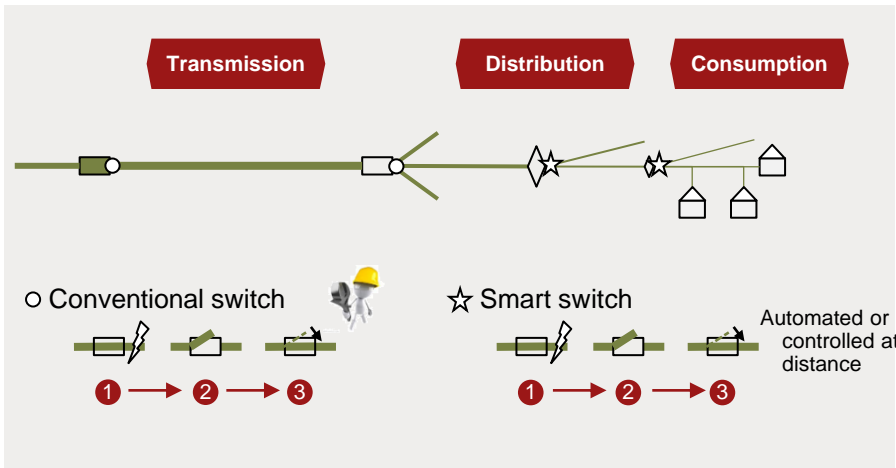 Transmission
Distribution
Consumption
Conventional switch
Smart switch
Automated or
controlled at
distance
1
2
3
1
2
3